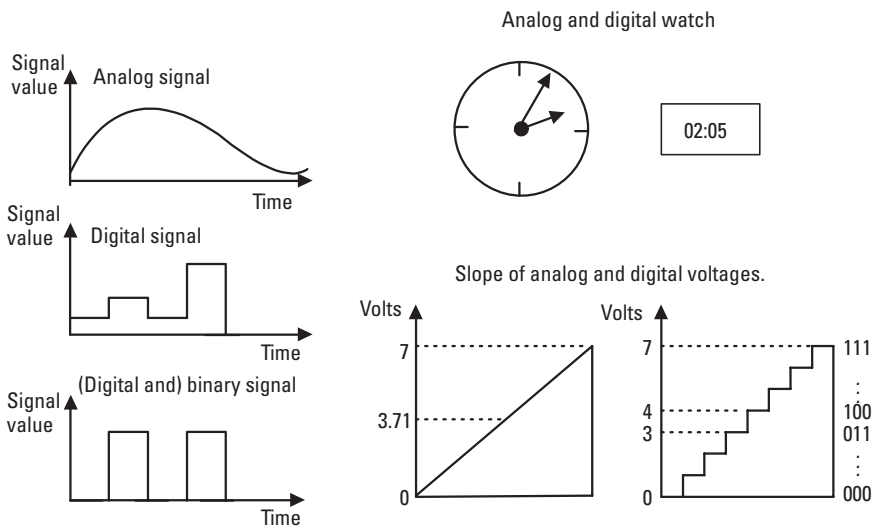 Analog and digital watch
Signal
value
Analog signal
Time
02:05
Signal
value
Digital signal
Time
(Digital and) binary signal
Signal
value
Time
Slope of analog and digital voltages.
Volts
7
3.71
0
Volts
7
4
3
0
111
:
100
011
:
:
000